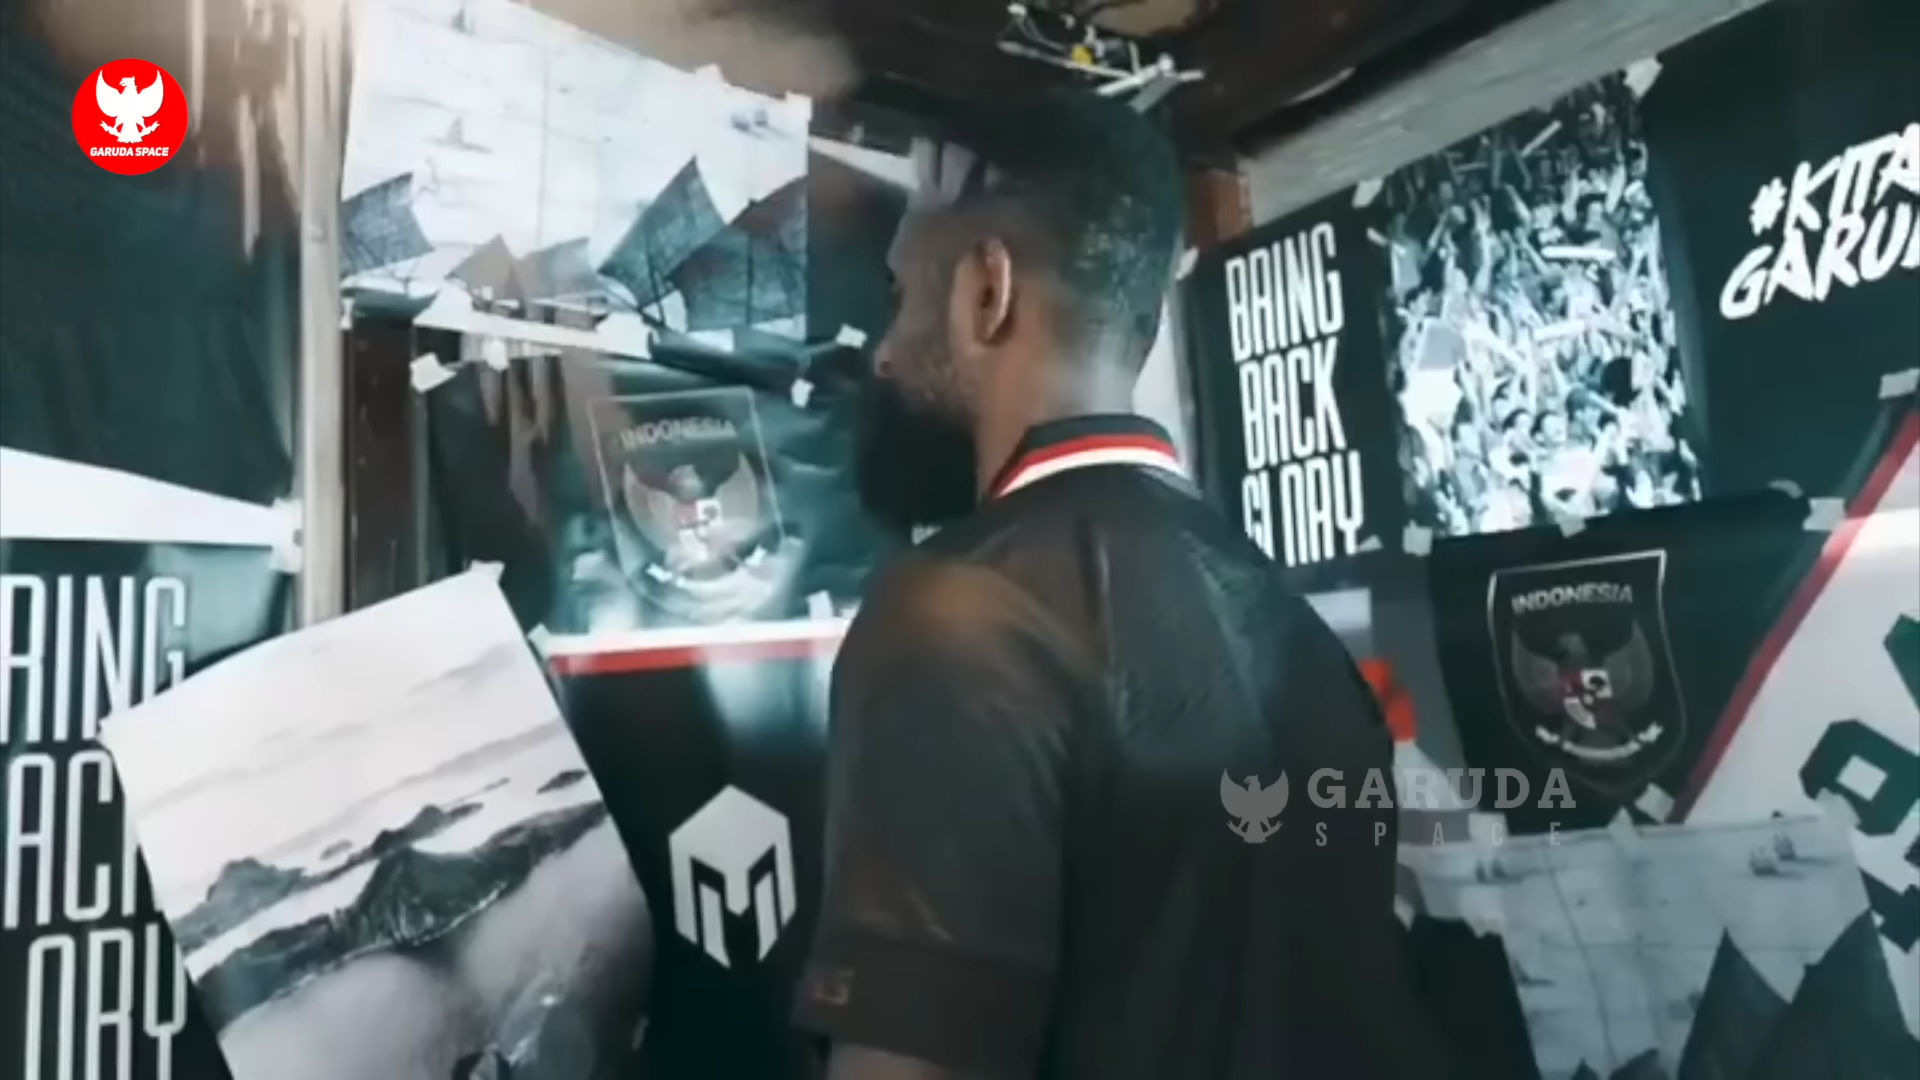 GARUDA SPACE
INDONESIA
BRING
BACK
GLORY
#KITA
GARU
INDONESIA
RING
ACK
ORY
GARUDA
SPACE